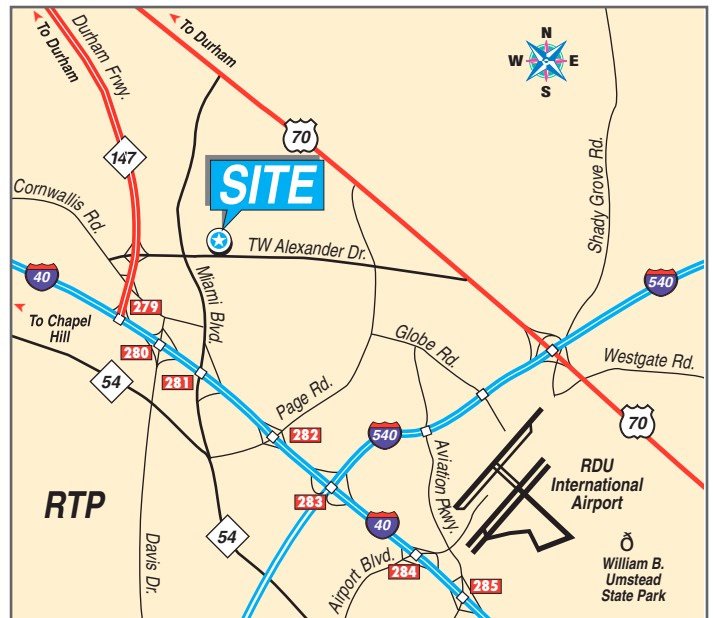 To Durham
Durham Frwy.
To Durham
N
W E
S
70
147
Shady Grove Rd.
Cornwallis Rd.
SITE
TW Alexander Dr.
40
279
Miami Blvd.
540
To Chapel
Hill
280
Globe Rd.
Westgate Rd.
54
281
Page Rd.
282
540
70
Aviation Pkwy.
RDU
International
Airport
283
RTP
40
54
Davis Dr.
Airport Blvd.
284
285
ð
William B.
Umstead
State Park